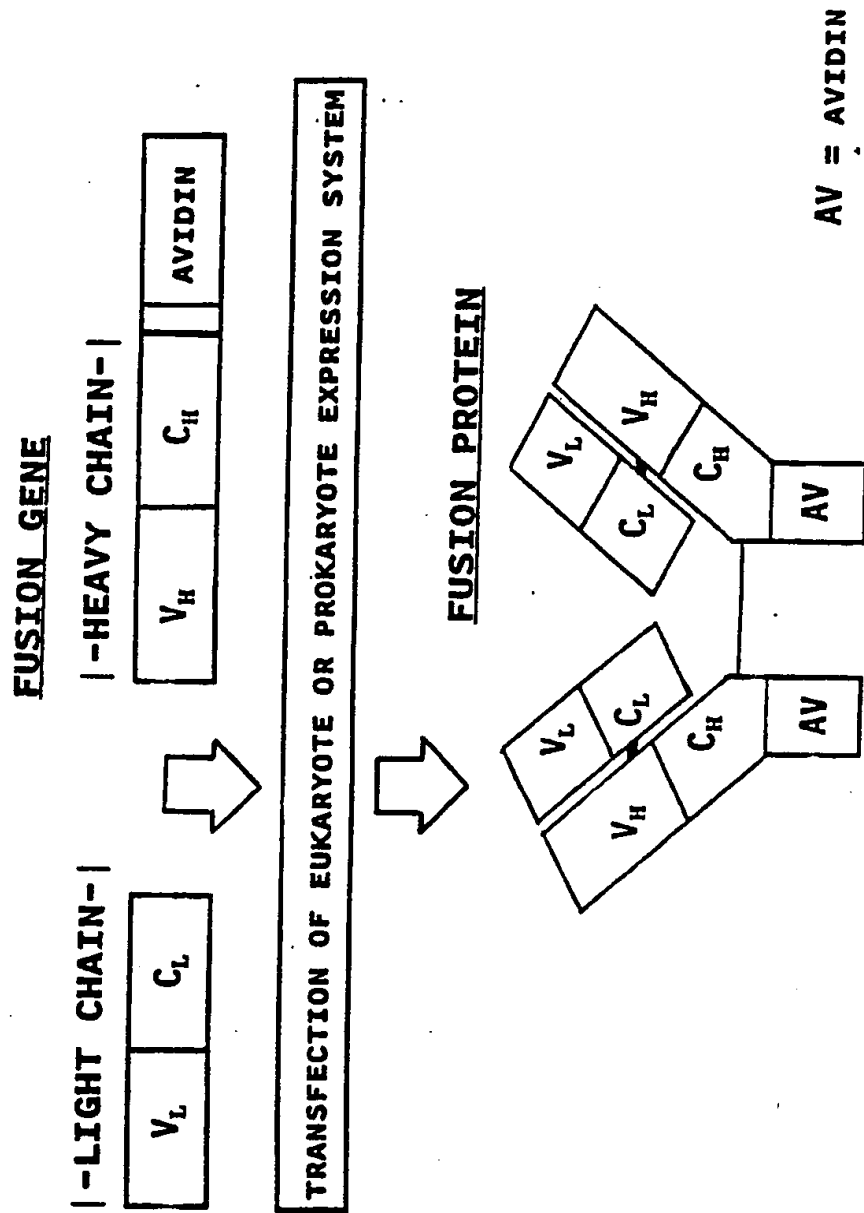 FUSION GENE
|-LIGHT CHAIN-| |-HEAVY CHAIN-|
VL CL VH CH AVIDIN
TRANSFECTION OF EUKARYOTE OR PROKARYOTE EXPRESSION SYSTEM
FUSION PROTEIN
VL VL
VH CL CL VH
CH CH
AV AV
AV = AVIDIN